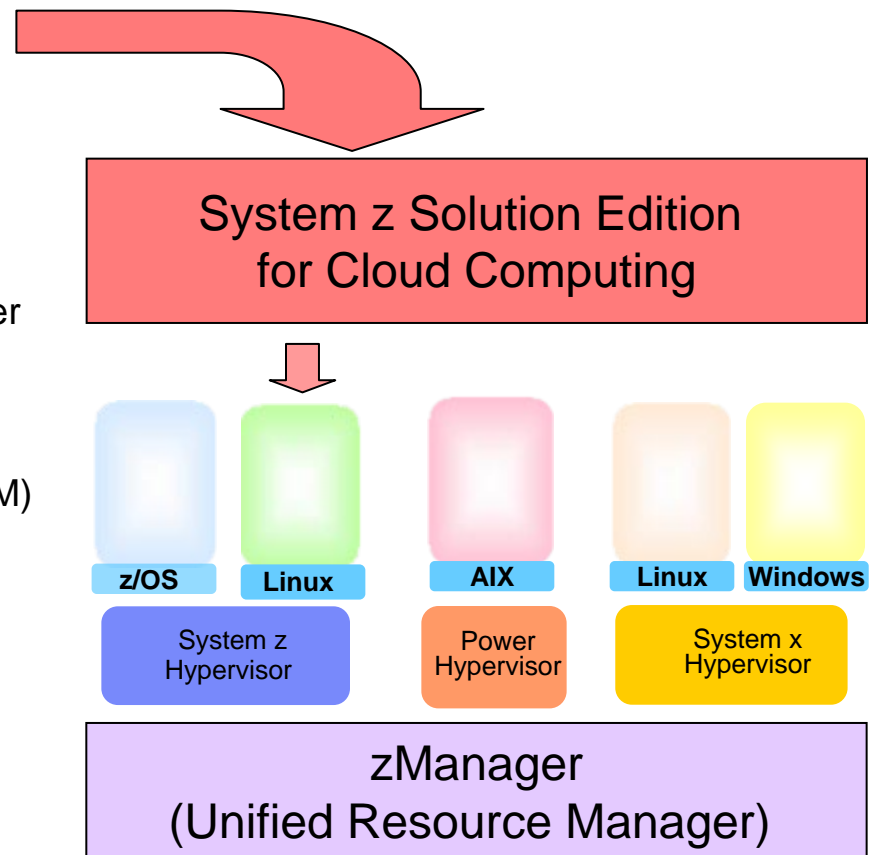 System z Solution Edition
for Cloud Computing
er
M)
z/OS
Linux
AIX
Linux
Windows
System z
Hypervisor
Power
Hypervisor
System x
Hypervisor
zManager
(Unified Resource Manager)